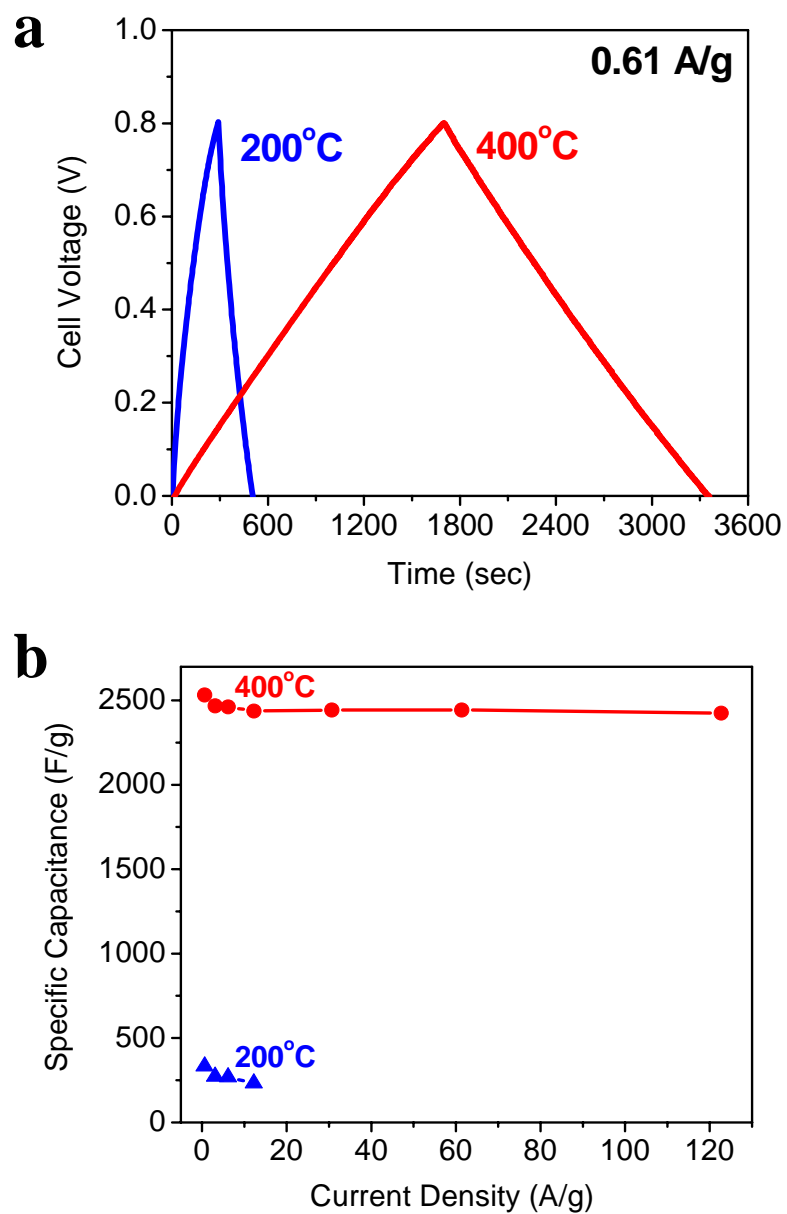 a
0.61 A/g
200°C
400°C
1.0
0.8
0.6
0.4
0.2
0.0
Cell Voltage (V)
0 600 1200 1800 2400 3000 3600
Time (sec)
b
400°C
200°C
2500
2000
1500
1000
500
0
Specific Capacitance (F/g)
0 20 40 60 80 100 120
Current Density (A/g)